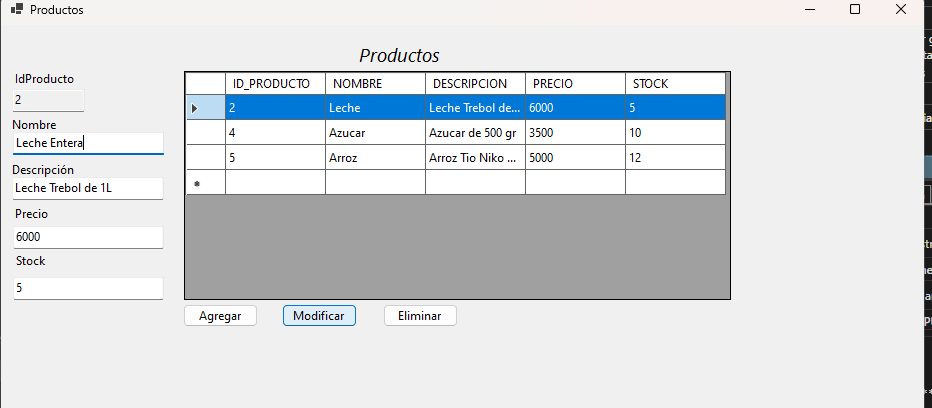 Productos
Productos
IdProducto
2
Nombre
Leche Entera
Descripción
Leche Trebol de 1L
Precio
6000
Stock
5
ID_PRODUCTO NOMBRE DESCRIPCION PRECIO STOCK
2 Leche Leche Trebol de... 6000 5
4 Azucar Azucar de 500 gr 3500 10
5 Arroz Arroz Tio Niko ... 5000 12
Agregar Modificar Eliminar